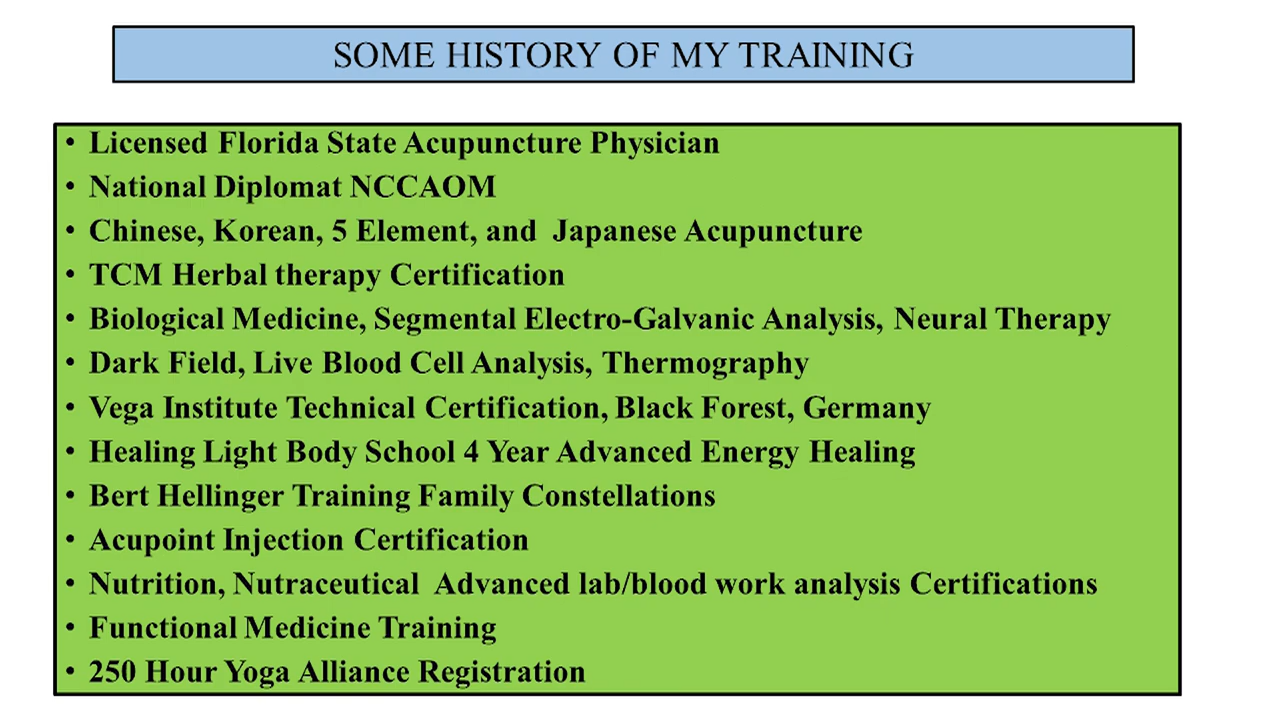 SOME HISTORY OF MY TRAINING
• Licensed Florida State Acupuncture Physician
• National Diplomat NCCAOM
• Chinese, Korean, 5 Element, and  Japanese Acupuncture
• TCM Herbal therapy Certification
• Biological Medicine, Segmental Electro-Galvanic Analysis, Neural Therapy
• Dark Field, Live Blood Cell Analysis, Thermography
• Vega Institute Technical Certification, Black Forest, Germany
• Healing Light Body School 4 Year Advanced Energy Healing
• Bert Hellinger Training Family Constellations
• Acupoint Injection Certification
• Nutrition, Nutraceutical  Advanced lab/blood work analysis Certifications
• Functional Medicine Training
• 250 Hour Yoga Alliance Registration